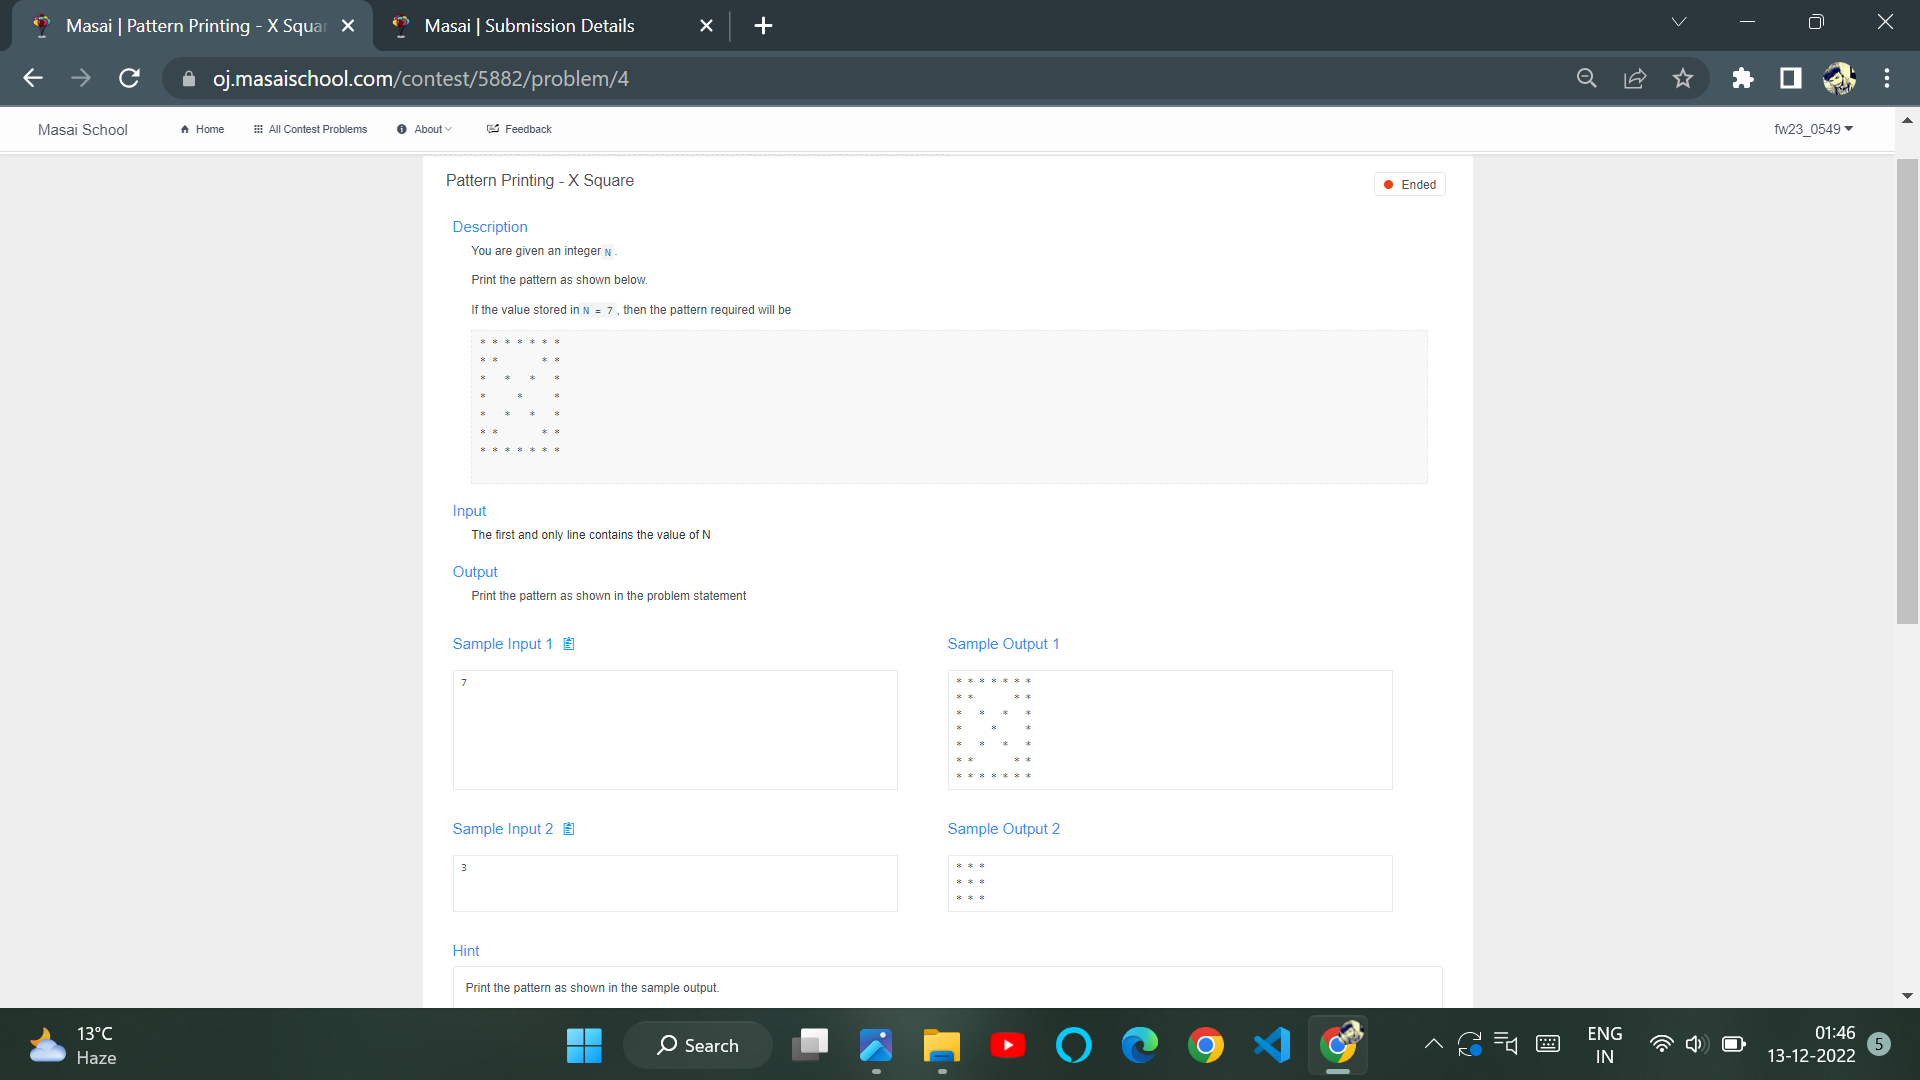 Masai | Pattern Printing - X Squar
Masai | Submission Details
oj.masaischool.com/contest/5882/problem/4
Masai School
Home
All Contest Problems
About
Feedback
fw23_0549
Pattern Printing - X Square
Ended
Description
You are given an integer N .
Print the pattern as shown below.
If the value stored in N = 7 , then the pattern required will be
* * * * * * *
* *       * *
*   *   *   *
*     *     *
*   *   *   *
* *       * *
* * * * * * *
Input
The first and only line contains the value of N
Output
Print the pattern as shown in the problem statement
Sample Input 1
Sample Output 1
7
* * * * * * *
* *       * *
*   *   *   *
*     *     *
*   *   *   *
* *       * *
* * * * * * *
Sample Input 2
Sample Output 2
3
* * *
* * *
* * *
Hint
Print the pattern as shown in the sample output.
13°C
Haze
Search
ENG
IN
01:46
13-12-2022
5